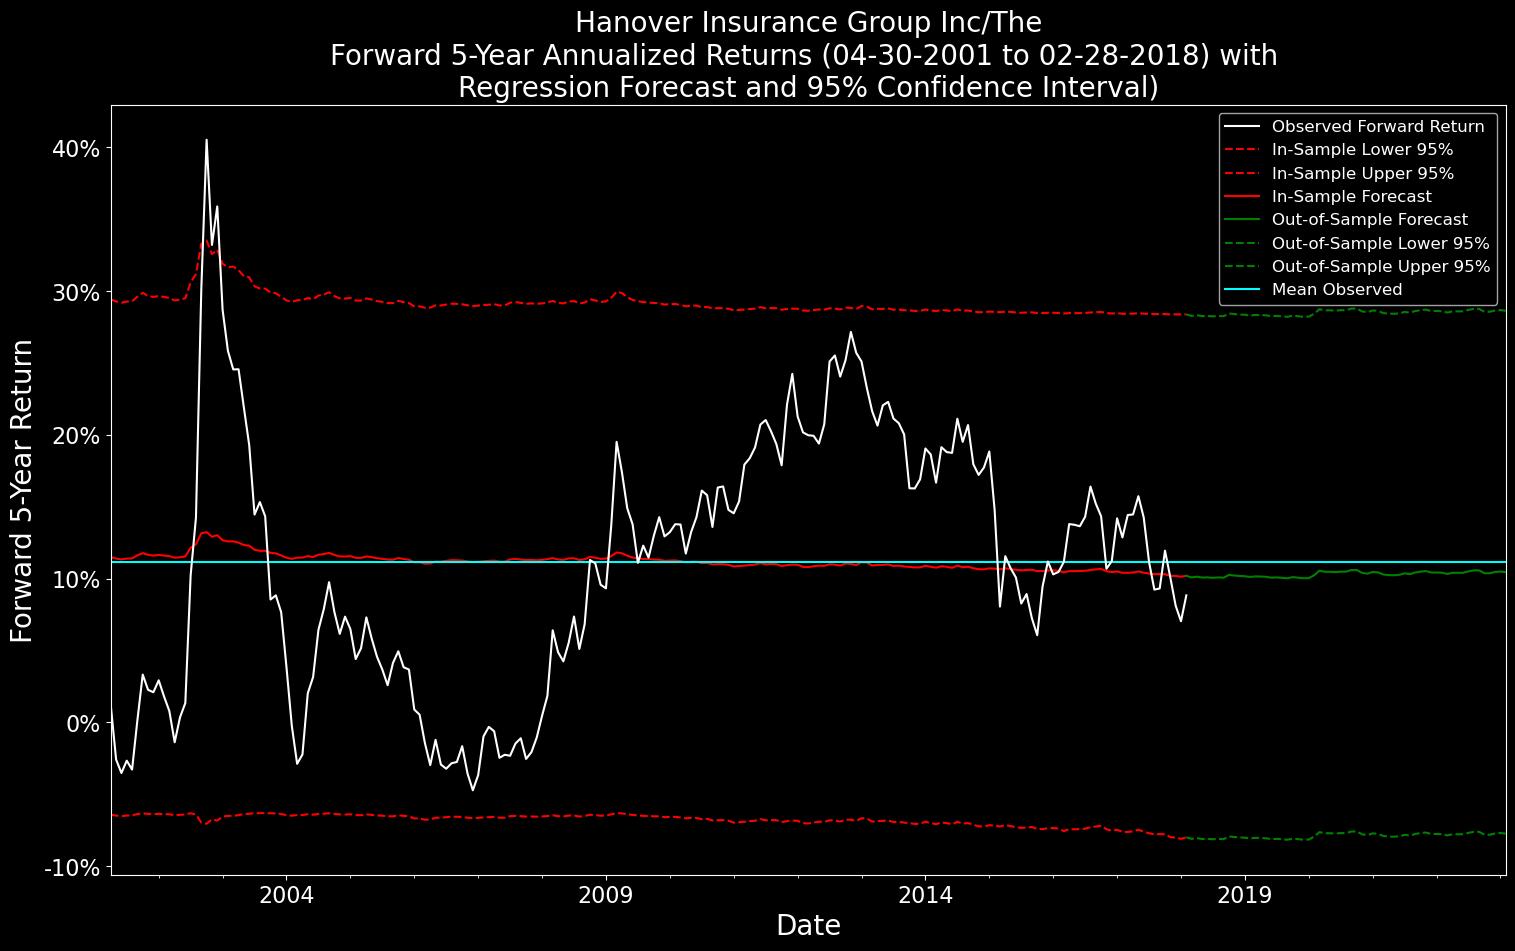 Hanover Insurance Group Inc/The
Forward 5-Year Annualized Returns (04-30-2001 to 02-28-2018) with
Regression Forecast and 95% Confidence Interval)
Observed Forward Return
In-Sample Lower 95%
In-Sample Upper 95%
In-Sample Forecast
Out-of-Sample Forecast
Out-of-Sample Lower 95%
Out-of-Sample Upper 95%
Mean Observed
Forward 5-Year Return
40%
30%
20%
10%
0%
-10%
2004
2009
2014
2019
Date